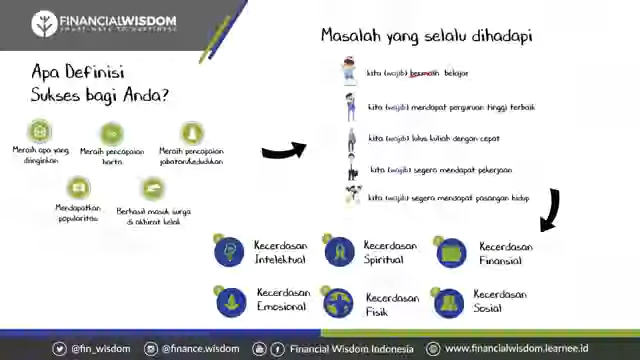 FINANCIALWISDOM
SMART WAYS TO HAPPINESS
Masalah yang selalu dihadapi
Apa Definisi
Sukses bagi Anda?
Meraih apa yang
diinginkan
Meraih pencapaian
harta
Meraih pencapaian
jabatan/kedudukan
Mendapatkan
popularitas
Berhasil masuk surga
di akhirat kelak
kita (wajib) bermain belajar
kita (wajib) mendapat perguruan tinggi terbaik
kita (wajib) lulus kuliah dengan cepat
kita (wajib) segera mendapat pekerjaan
kita (wajib) segera mendapat pasangan hidup
Kecerdasan
Intelektual
Kecerdasan
Spiritual
Kecerdasan
Finansial
Kecerdasan
Emosional
Kecerdasan
Fisik
Kecerdasan
Sosial
@fin_wisdom
@finance.wisdom
Financial Wisdom Indonesia
www.financialwisdom.learnee.id